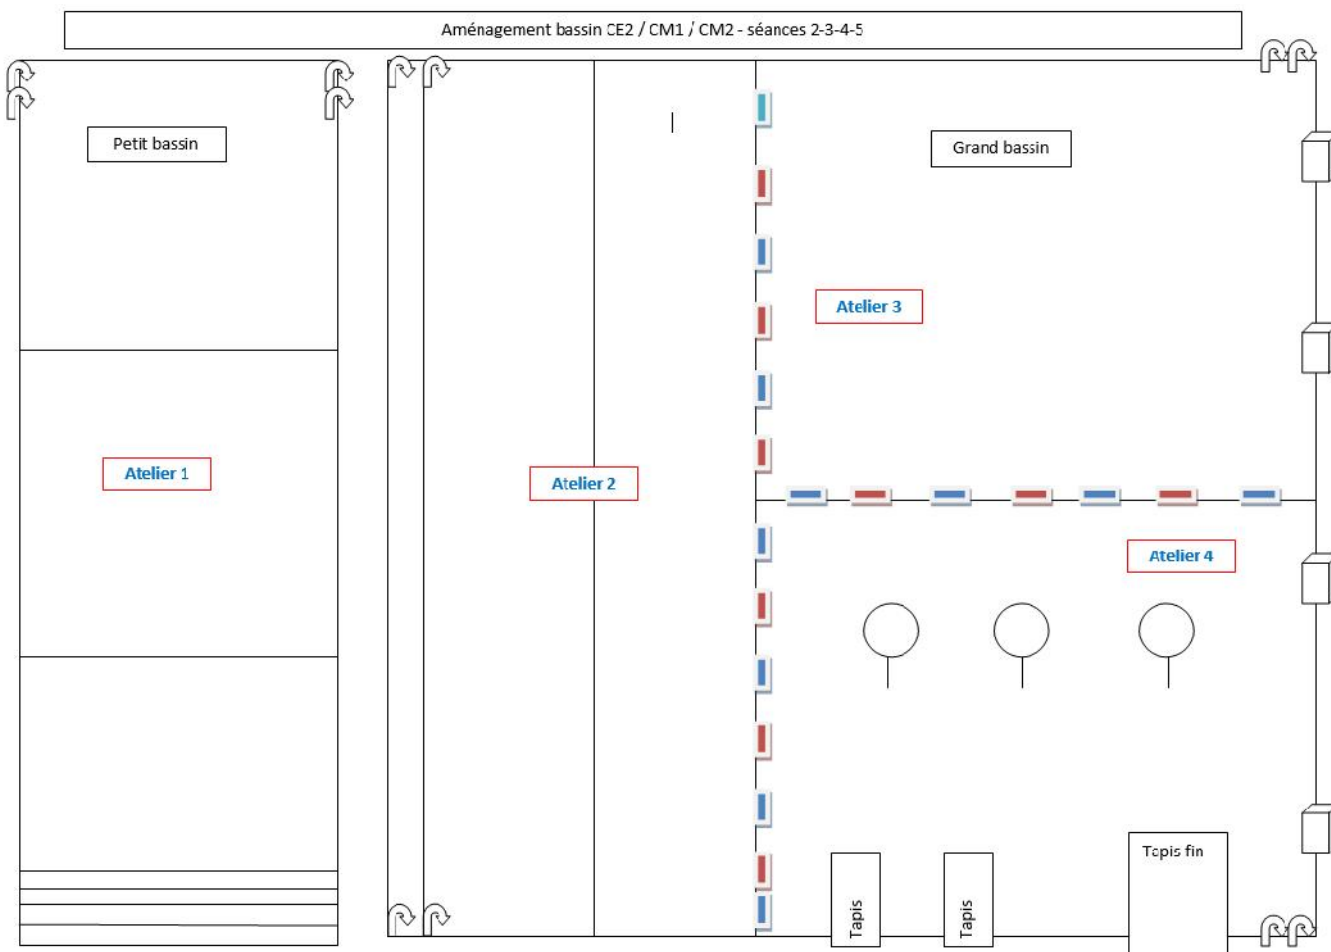 Aménagement bassin CE2 / CM1 / CM2 - séances 2-3-4-5
Petit bassin
Grand bassin
Atelier 3
Atelier 1
Atelier 2
Atelier 4
Tapis
Tapis
Tapis fin